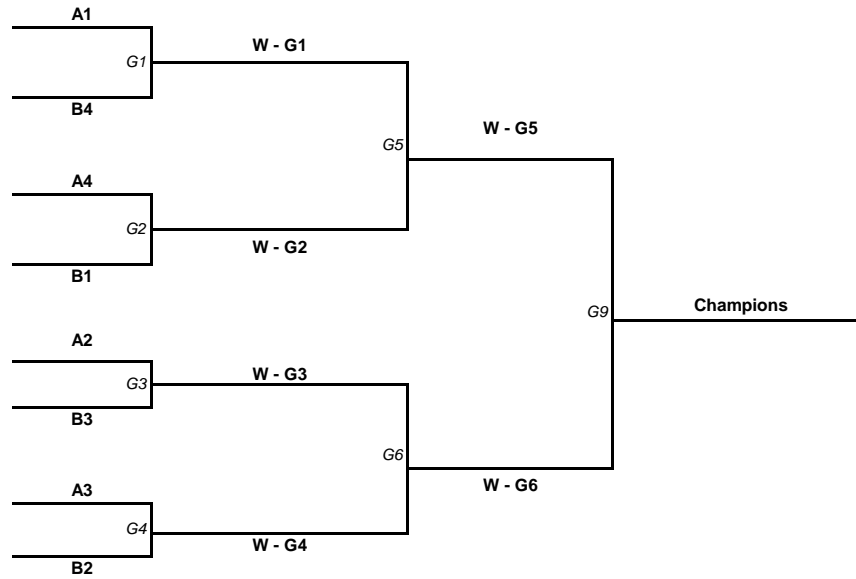 A1
G1
W - G1
B4
G5
W - G5
A4
G2
W - G2
B1
G9
Champions
A2
G3
W - G3
B3
G6
W - G6
A3
G4
W - G4
B2